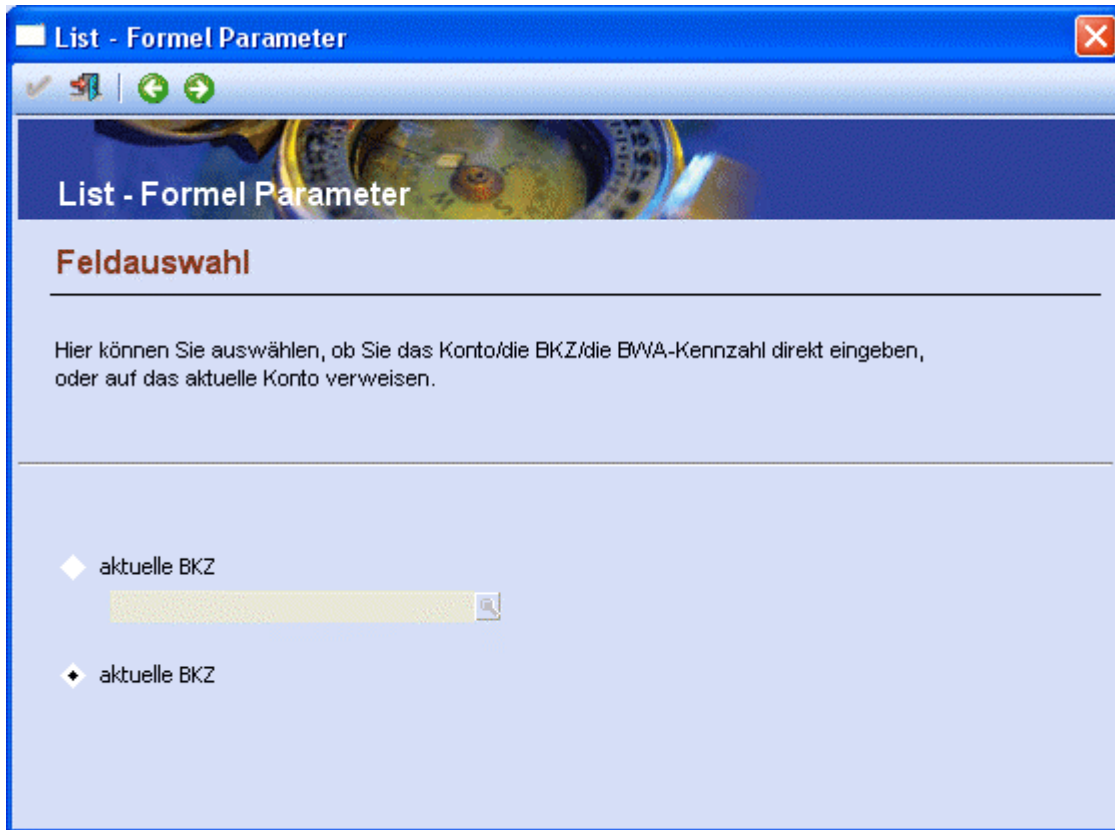 List - Formel Parameter
List - Formel Parameter
Feldauswahl
Hier können Sie auswählen, ob Sie das Konto/die BKZ/die BWA-Kennzahl direkt eingeben,
oder auf das aktuelle Konto verweisen.
aktuelle BKZ
aktuelle BKZ